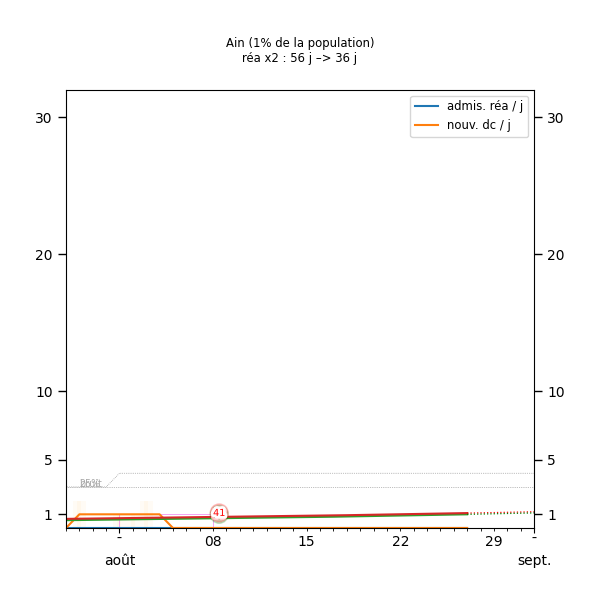 Ain (1% de la population)
réa x2 : 56 j –> 36 j
admis. réa / j
nouv. dc / j
30 30
20 20
10 10
5 5
41
1 1
- 08 15 22 29 -
août sept.